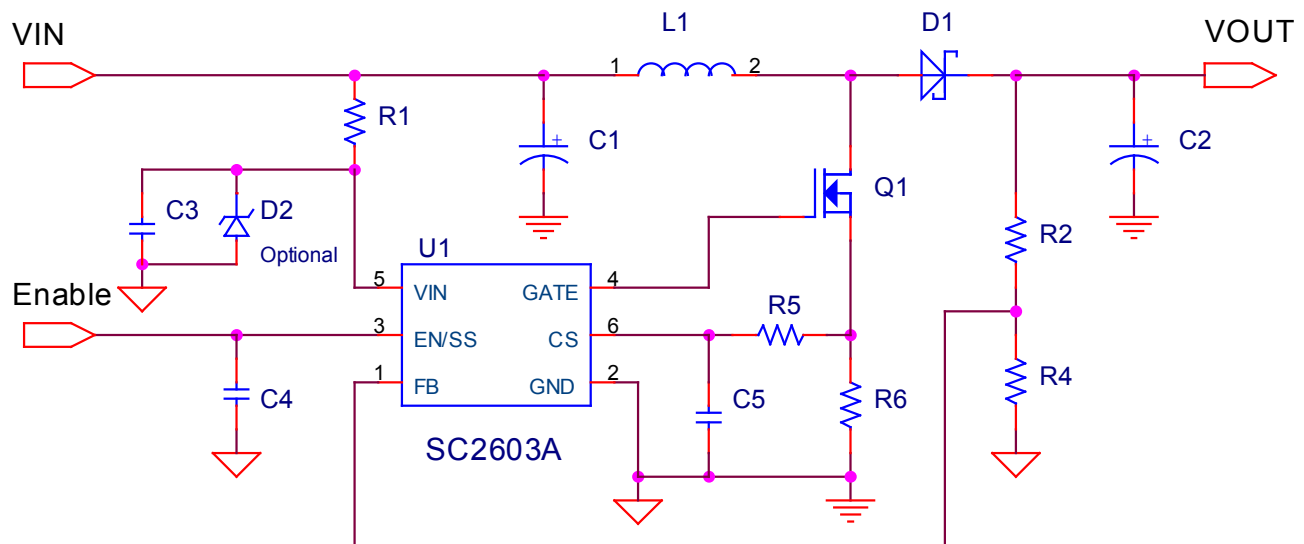 VIN
L1
D1
VOUT
1
2
R1
C1
C2
Q1
C3
D2
Optional
R2
U1
Enable
5
VIN
GATE
4
3
EN/SS
CS
6
R5
1
FB
GND
2
C4
C5
R6
R4
SC2603A
+
+